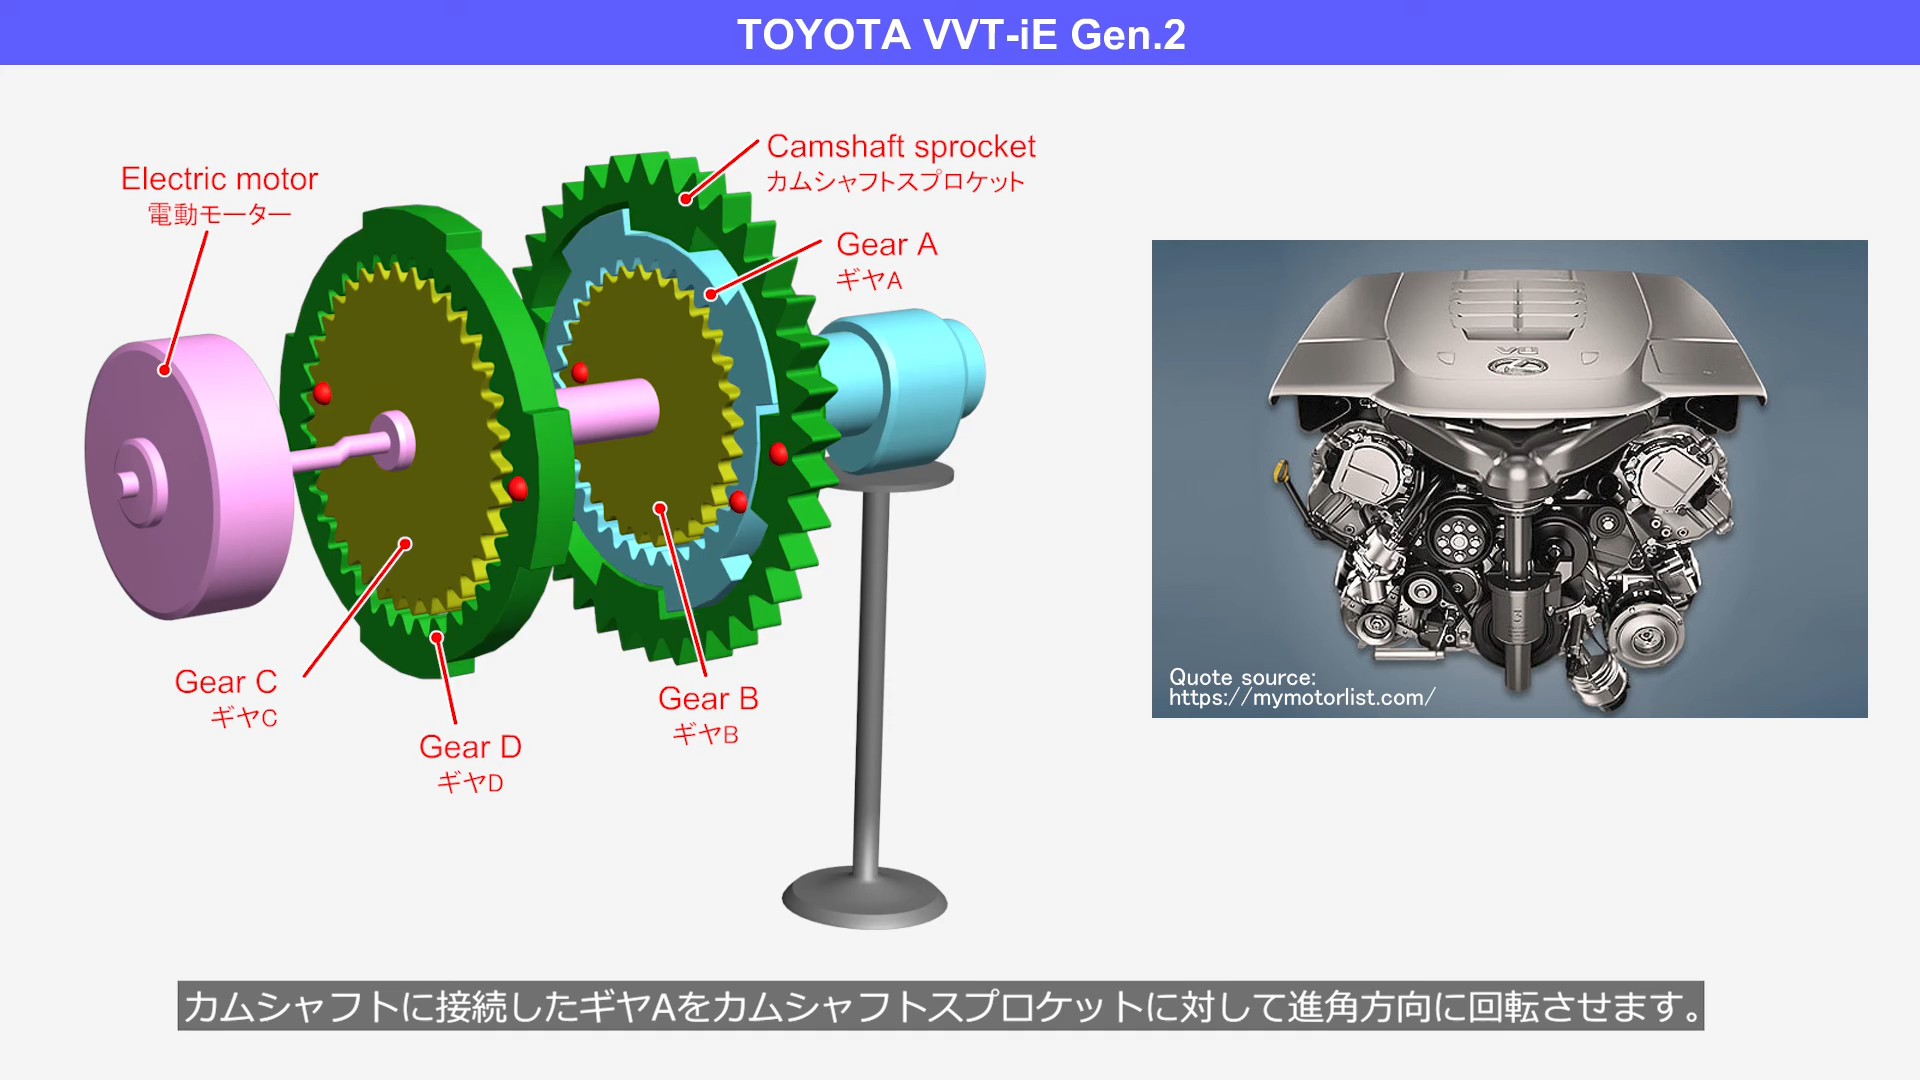 TOYOTA VVT-iE Gen.2
Camshaft sprocket
カムシャフトスプロケット
Electric motor
電動モーター
Gear A
ギヤA
V8
3
Quote source:
https://mymotorlist.com/
Gear C
ギヤC
Gear B
ギヤB
Gear D
ギヤD
カムシャフトに接続したギヤAをカムシャフトスプロケットに対して進角方向に回転させます。